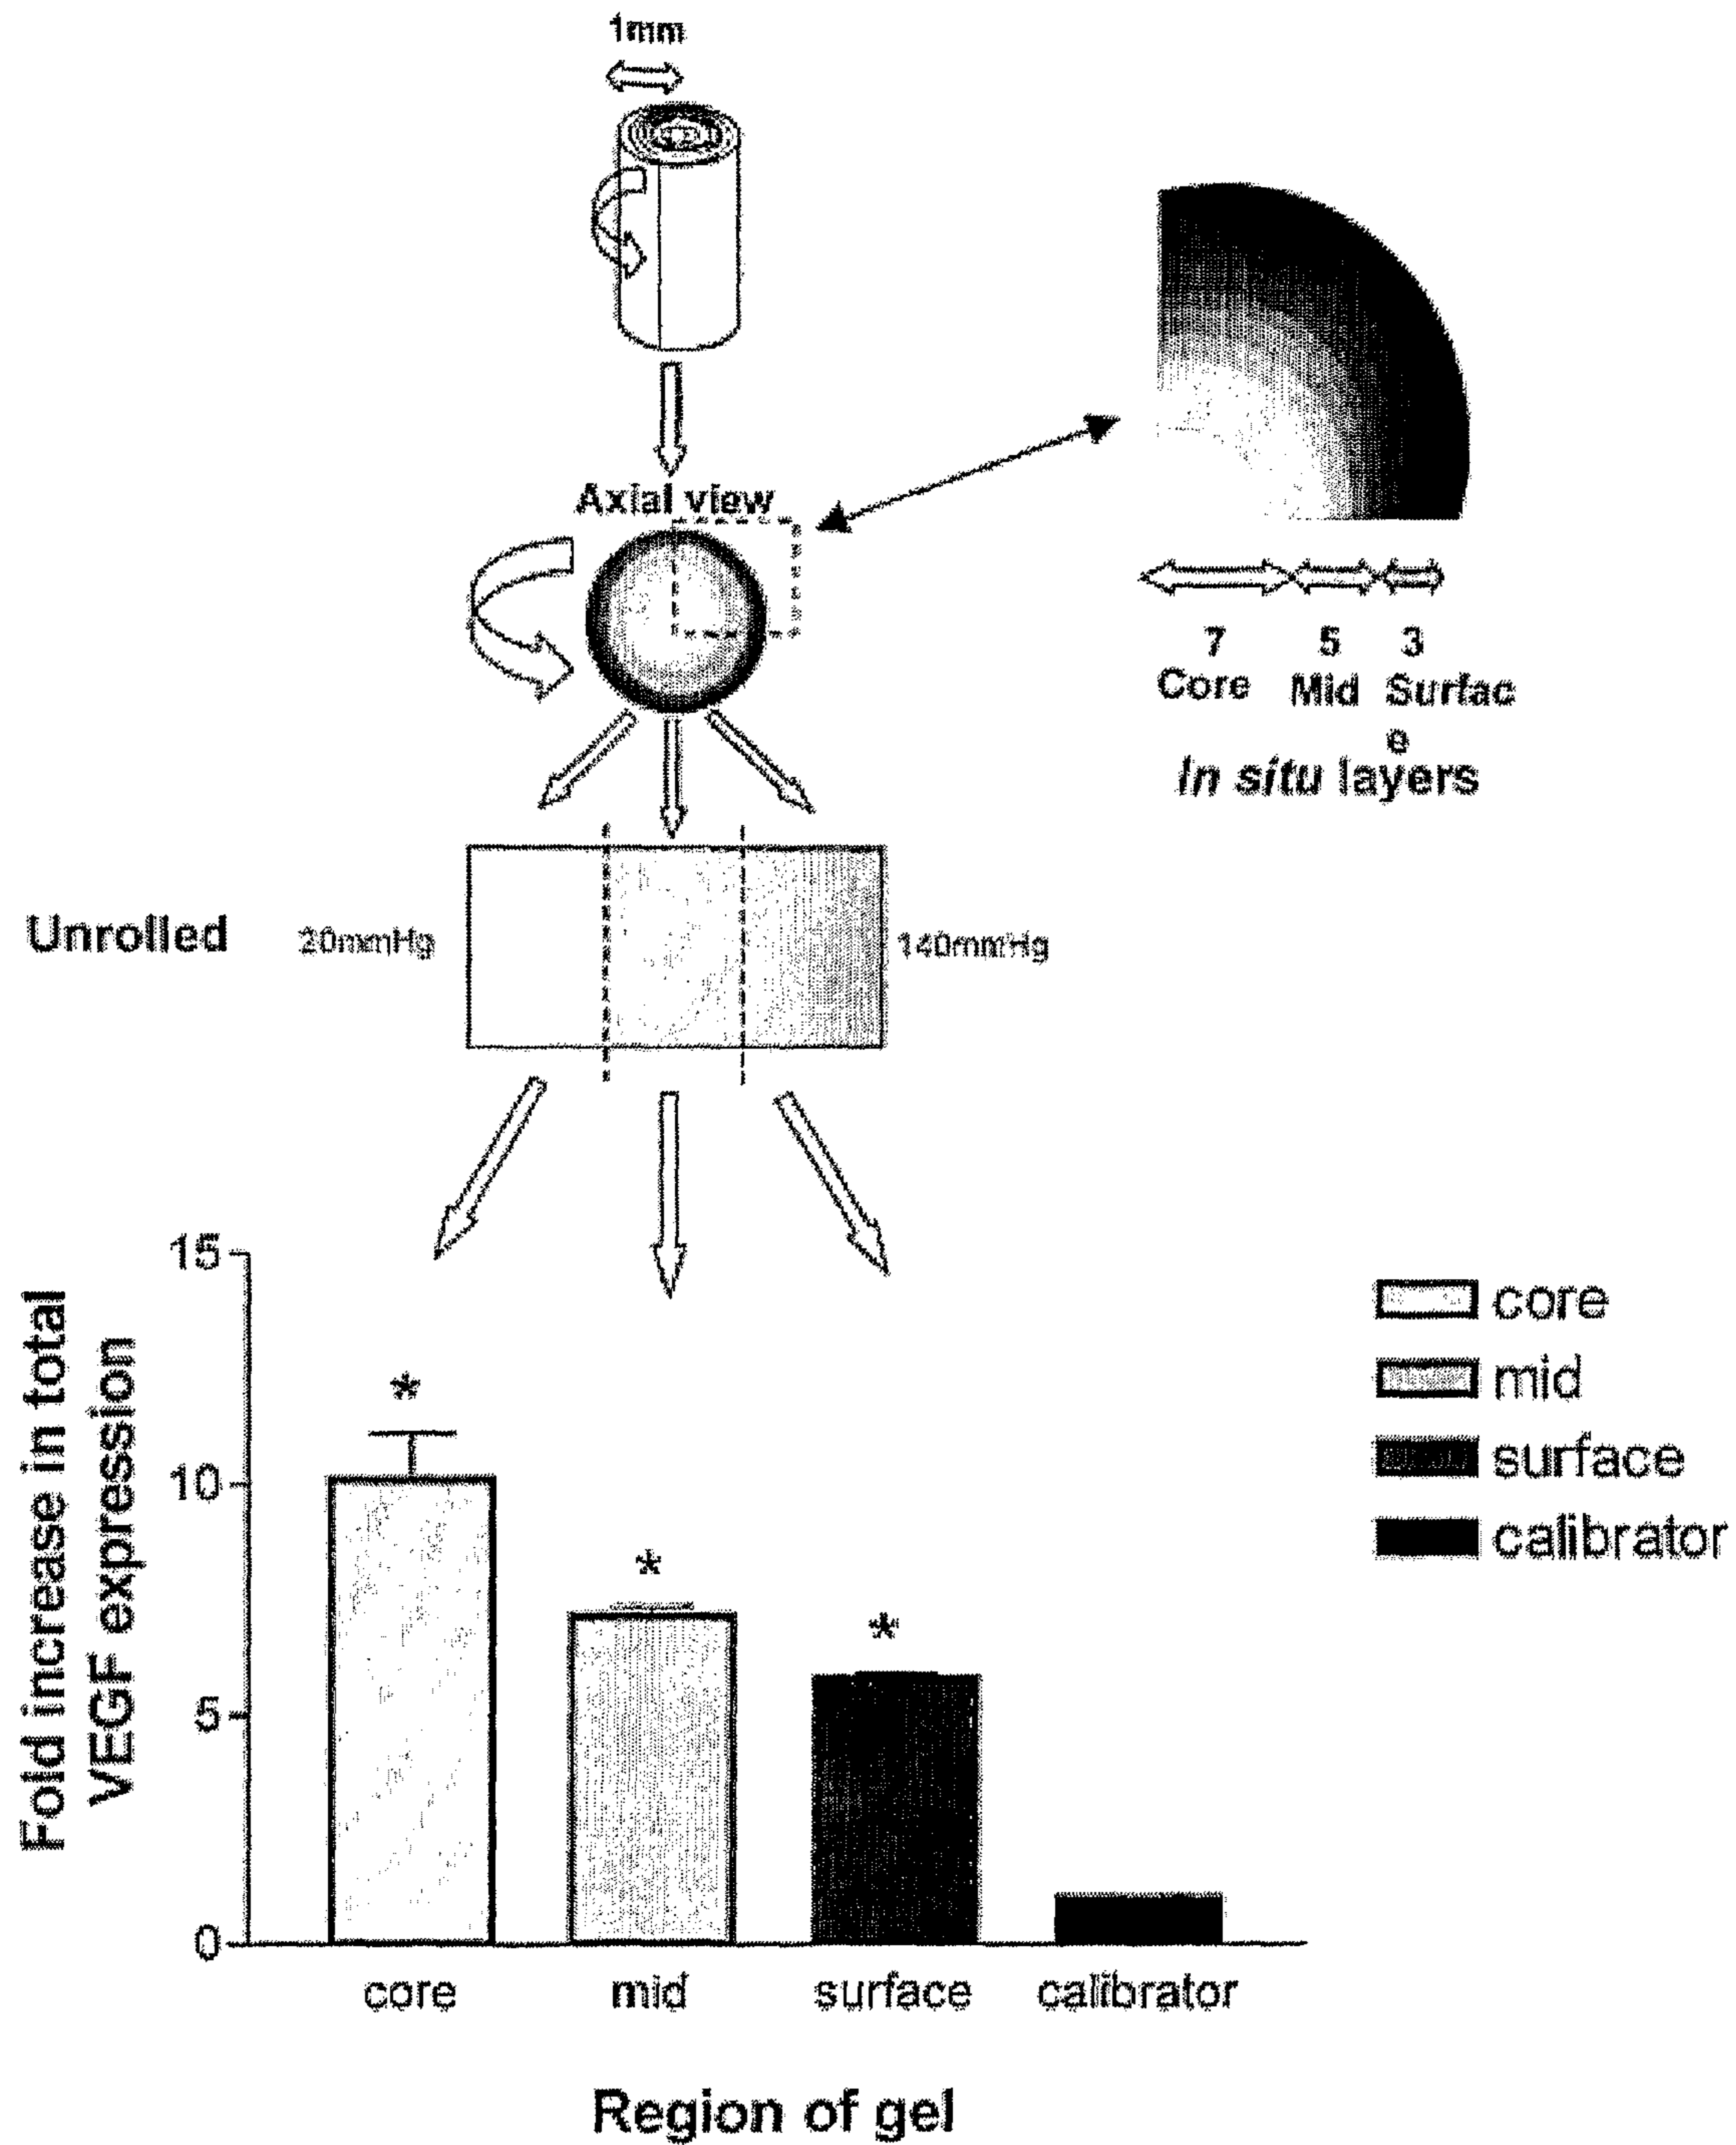 1mm
Axial view
7 5 3
Core Mid Surfac
e
In situ layers
Unrolled 20mmHg 140mmHg
Fold increase in total
VEGF expression
15
10
5
0
*
*
*
core
mid
surface
calibrator
core mid surface calibrator
Region of gel